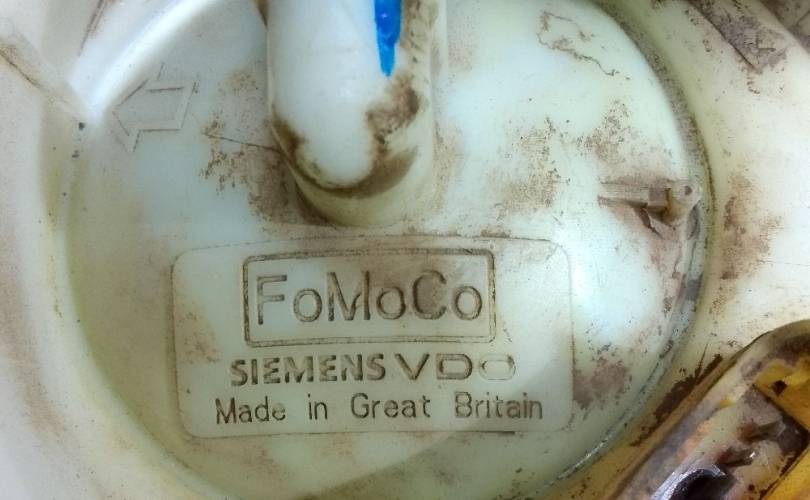 FoMoCo
SIEMENS VDO
Made in Great Britain